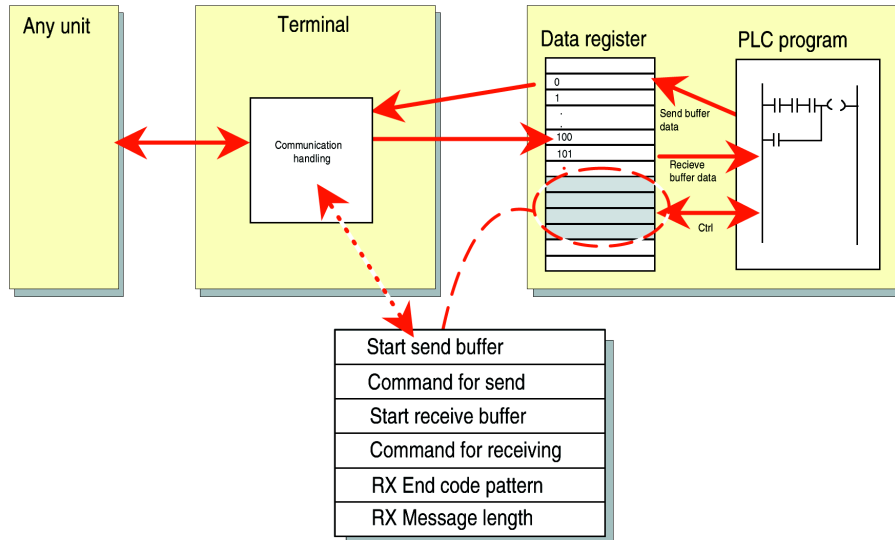 Any unit
Terminal
Data register
PLC program
Communication
handling
0
1
.
.
100
101
.
Send buffer
data
Recieve
buffer data
Ctrl
Start send buffer
Command for send
Start receive buffer
Command for receiving
RX End code pattern
RX Message length